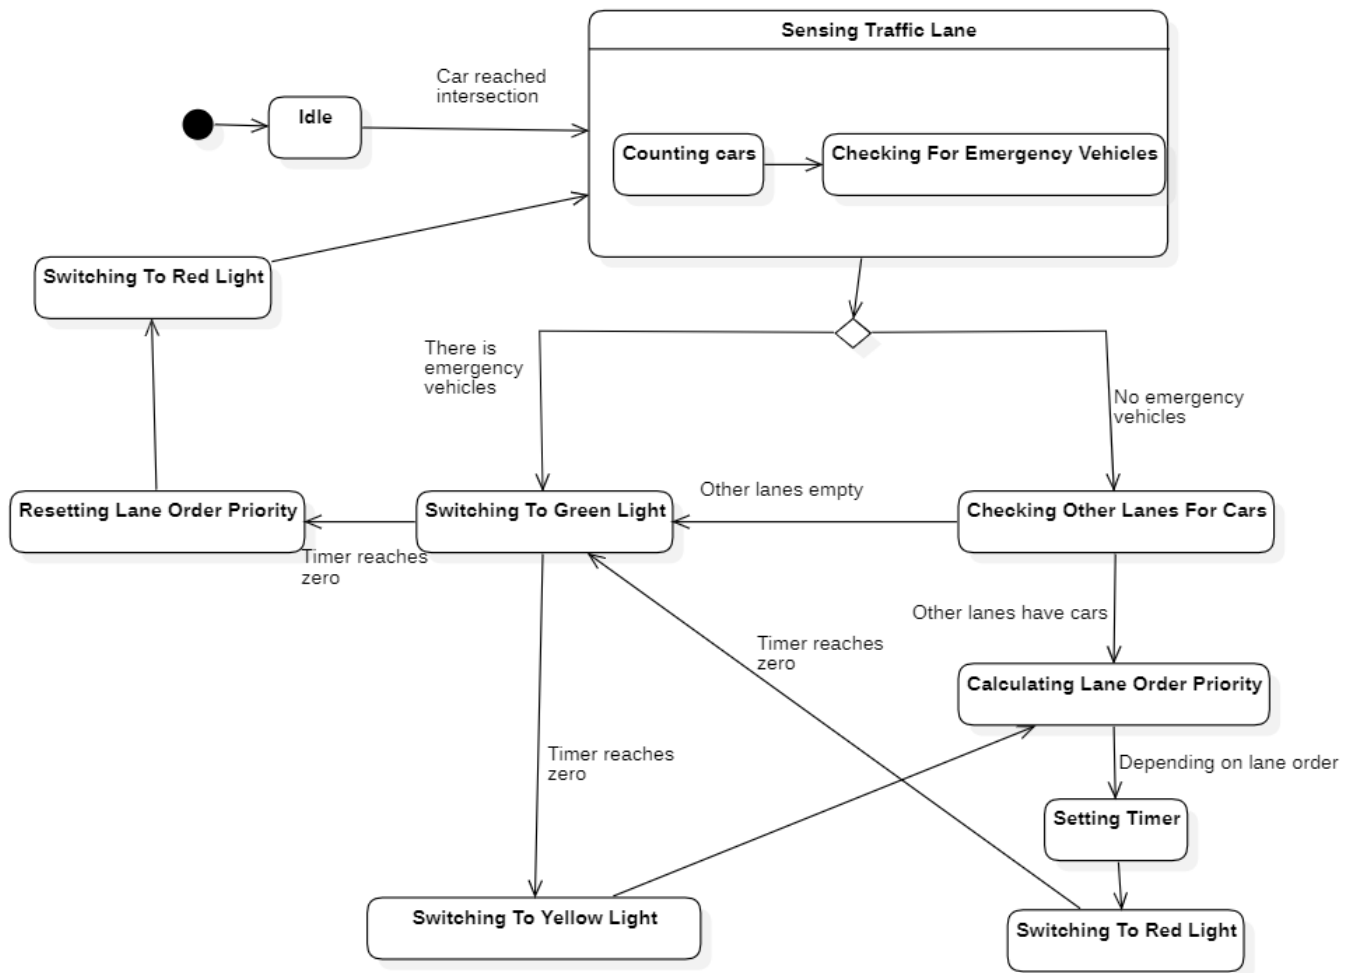 Sensing Traffic Lane
Car reached
intersection
Idle
Counting cars
Checking For Emergency Vehicles
Switching To Red Light
There is
emergency
vehicles
No emergency
vehicles
Other lanes empty
Resetting Lane Order Priority
Switching To Green Light
Checking Other Lanes For Cars
Timer reaches
zero
Other lanes have cars
Timer reaches
zero
Calculating Lane Order Priority
Timer reaches
zero
Depending on lane order
Setting Timer
Switching To Yellow Light
Switching To Red Light